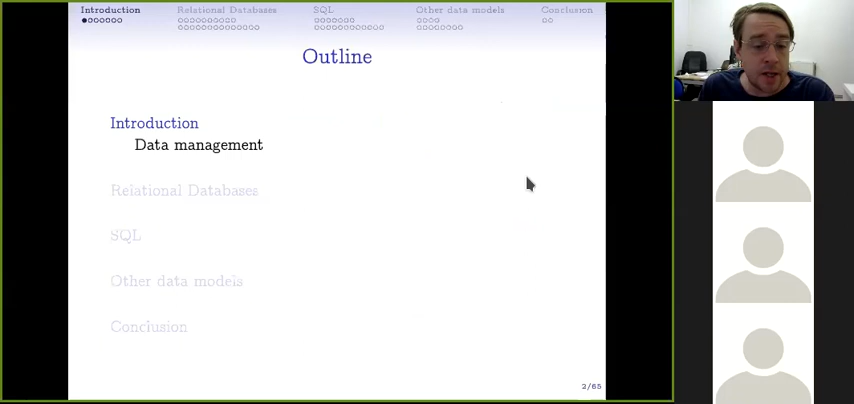 Introduction Relational Databases SQL Other data models Conclusion
Outline
Introduction
Data management
Relational Databases
SQL
Other data models
Conclusion
2/65